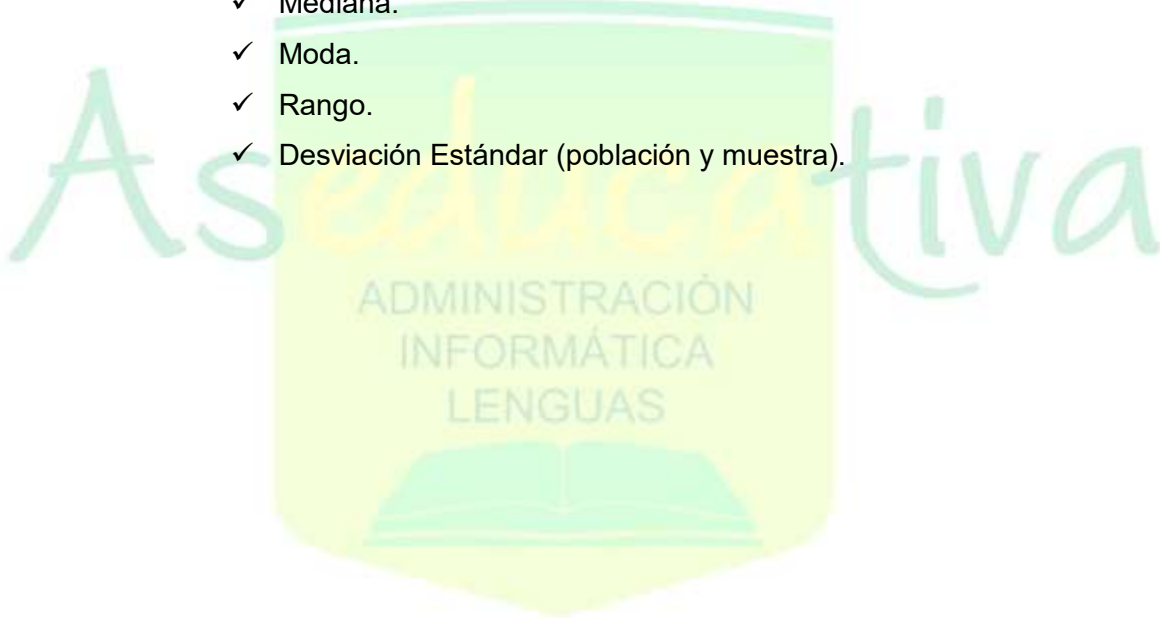 ✓ Mediana.
✓ Moda.
✓ Rango.
✓ Desviación Estándar (población y muestra).
Aseducativa
ADMINISTRACIÓN
INFORMÁTICA
LENGUAS